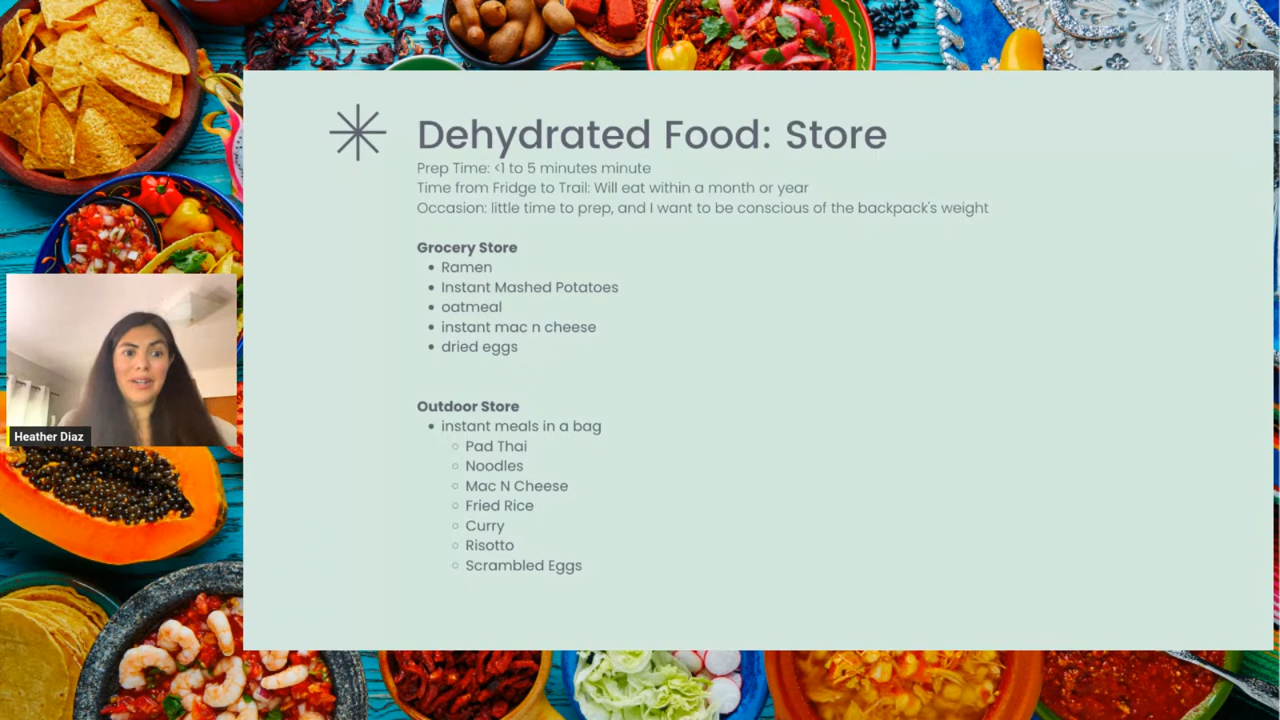 Dehydrated Food: Store
Prep Time: <1 to 5 minutes minute
Time from Fridge to Trail: Will eat within a month or year
Occasion: little time to prep, and I want to be conscious of the backpack's weight
Grocery Store
• Ramen
• Instant Mashed Potatoes
• oatmeal
• instant mac n cheese
• dried eggs
Outdoor Store
• instant meals in a bag
○ Pad Thai
○ Noodles
○ Mac N Cheese
○ Fried Rice
○ Curry
○ Risotto
○ Scrambled Eggs
Heather Diaz